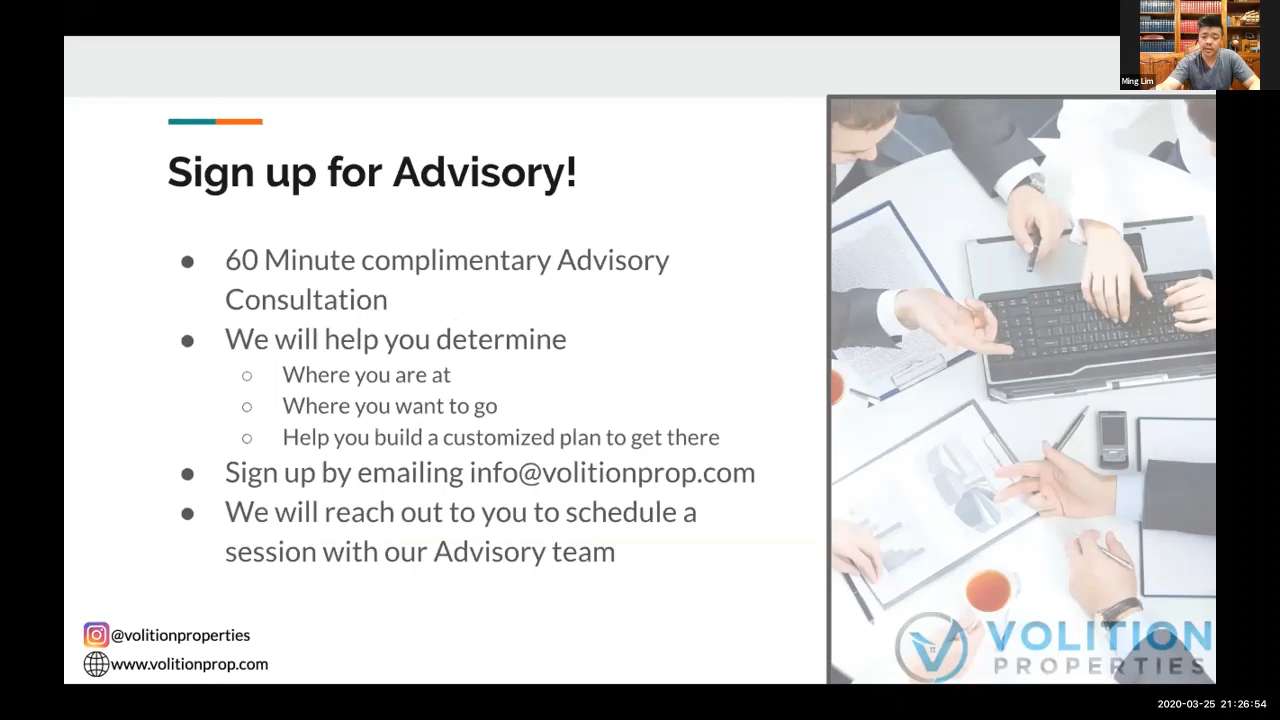 Ming Lim
Sign up for Advisory!
● 60 Minute complimentary Advisory
Consultation
● We will help you determine
○ Where you are at
○ Where you want to go
○ Help you build a customized plan to get there
● Sign up by emailing info@volitionprop.com
● We will reach out to you to schedule a
session with our Advisory team
@volitionproperties
www.volitionprop.com
VOLITION
PROPERTIES
2020-03-25 21:26:54